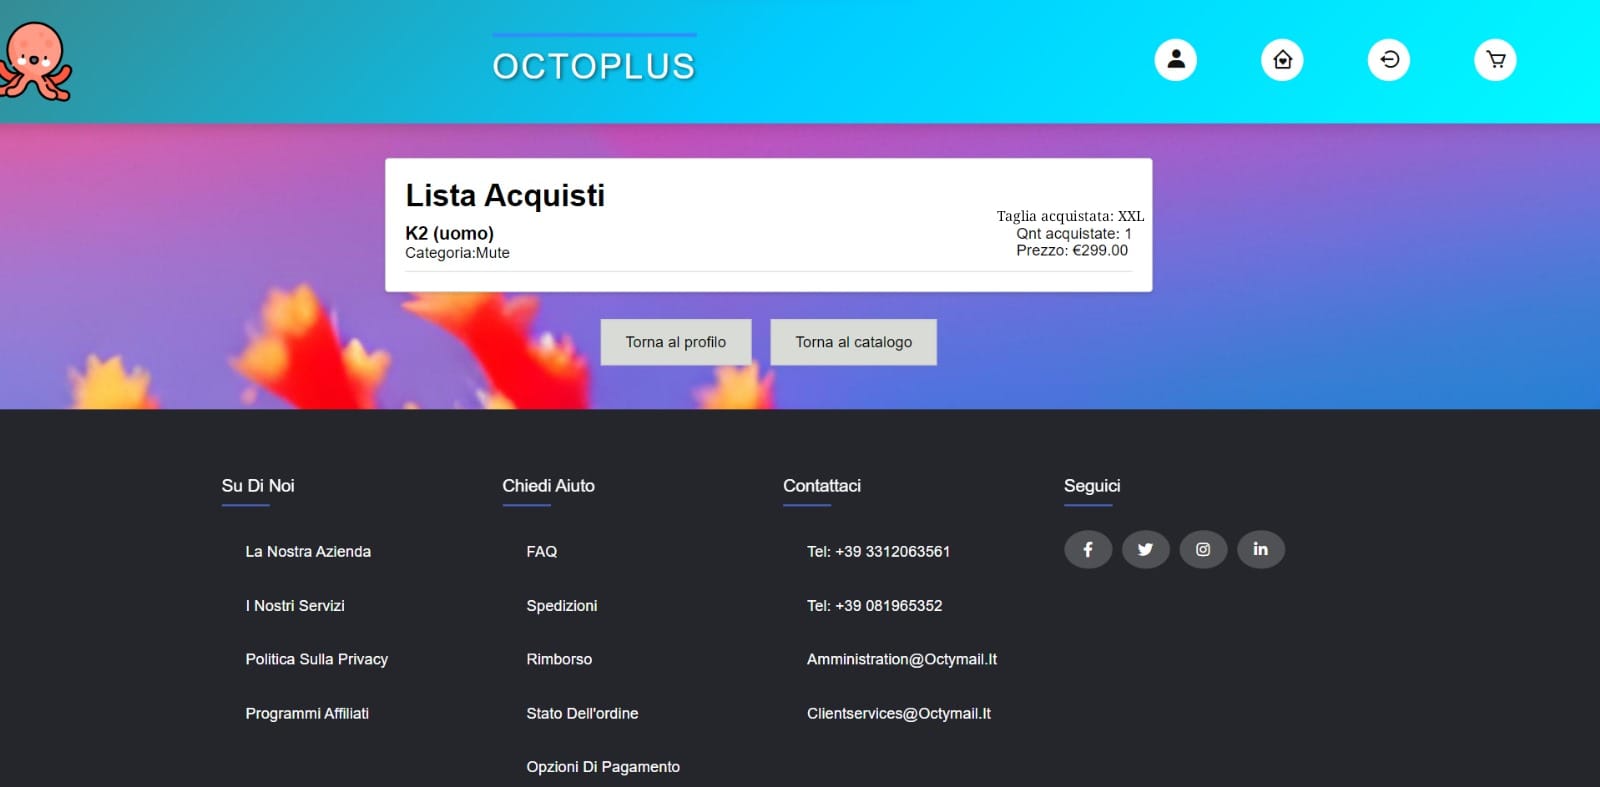 OCTOPLUS
Lista Acquisti
K2 (uomo)
Categoria:Mute
Taglia acquistata: XXL
Qnt acquistate: 1
Prezzo: €299.00
Torna al profilo
Torna al catalogo
Su Di Noi
La Nostra Azienda
I Nostri Servizi
Politica Sulla Privacy
Programmi Affiliati
Chiedi Aiuto
FAQ
Spedizioni
Rimborso
Stato Dell'ordine
Opzioni Di Pagamento
Contattaci
Tel: +39 3312063561
Tel: +39 081965352
Amministration@Octymail.It
Clientservices@Octymail.It
Seguici